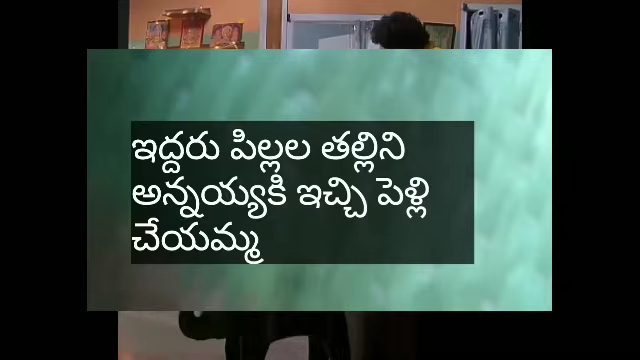 ఇద్దరు పిల్లల తల్లిని
అన్నయ్యకి ఇచ్చి పెళ్లి
చేయమ్మ